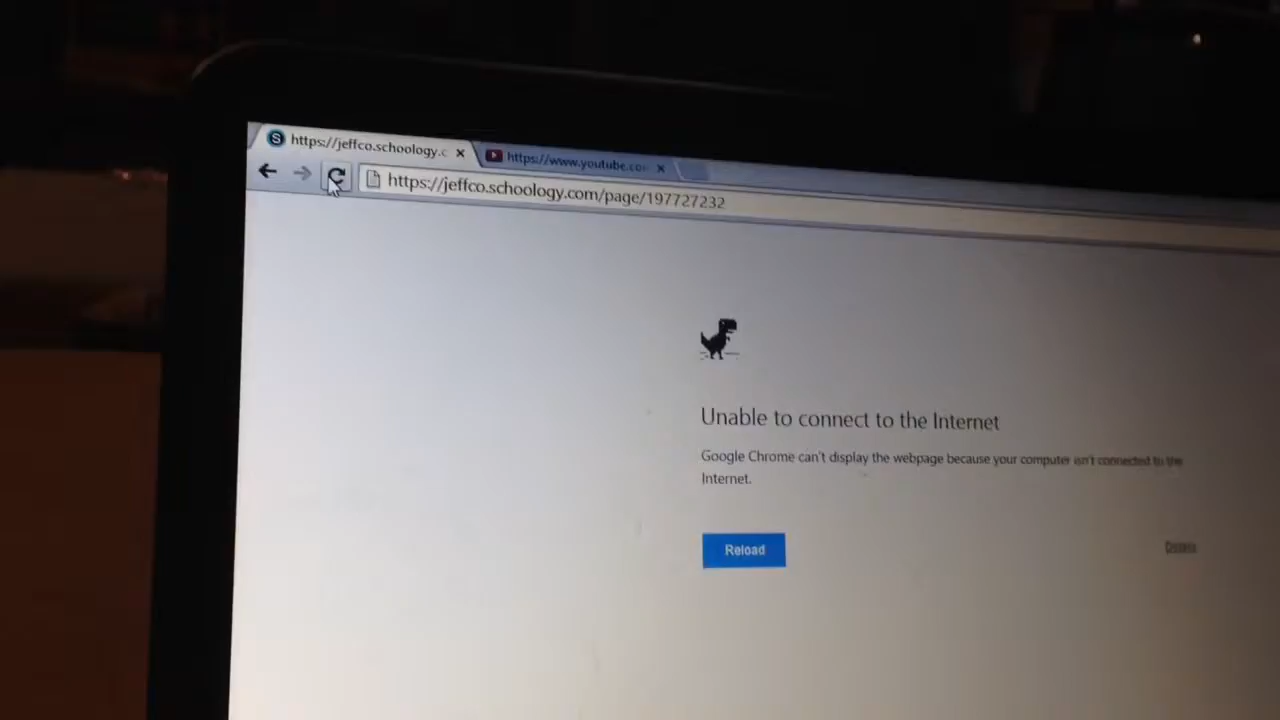 https://jeffco.schoology.c
https://www.youtube.co
https://jeffco.schoology.com/page/197727232
Unable to connect to the Internet
Google Chrome can't display the webpage because your computer isn't connected to the
Internet.
Reload
Details